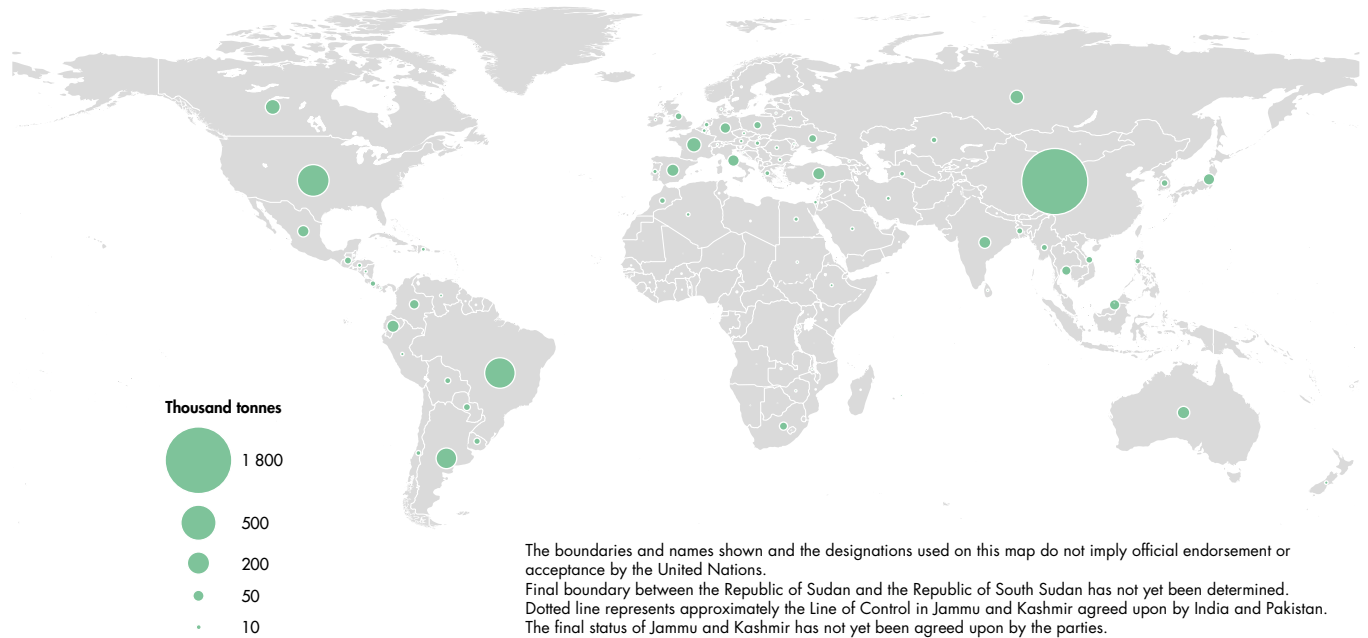 Thousand tonnes
1 800
500
200
50
10
The boundaries and names shown and the designations used on this map do not imply official endorsement or
acceptance by the United Nations.
Final boundary between the Republic of Sudan and the Republic of South Sudan has not yet been determined.
Dotted line represents approximately the Line of Control in Jammu and Kashmir agreed upon by India and Pakistan.
The final status of Jammu and Kashmir has not yet been agreed upon by the parties.